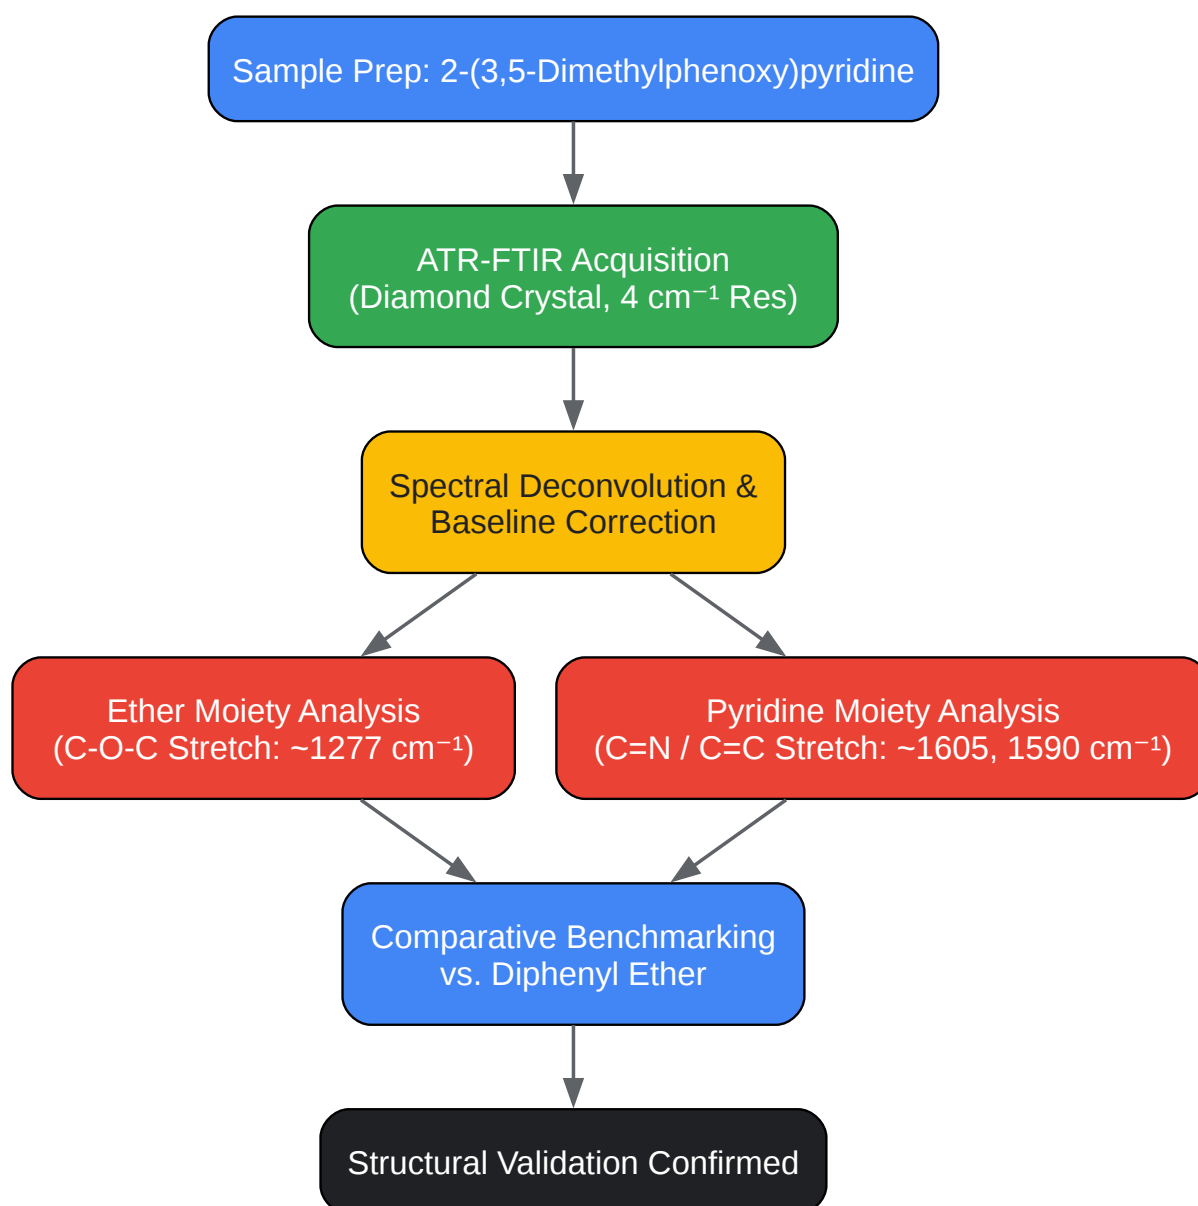 Sample Prep: 2-(3,5-Dimethylphenoxy)pyridine
ATR-FTIR Acquisition
(Diamond Crystal, 4 cm⁻¹ Res)
Spectral Deconvolution &
Baseline Correction
Ether Moiety Analysis
(C-O-C Stretch: ~1277 cm⁻¹)
Pyridine Moiety Analysis
(C=N / C=C Stretch: ~1605, 1590 cm⁻¹)
Comparative Benchmarking
vs. Diphenyl Ether
Structural Validation Confirmed